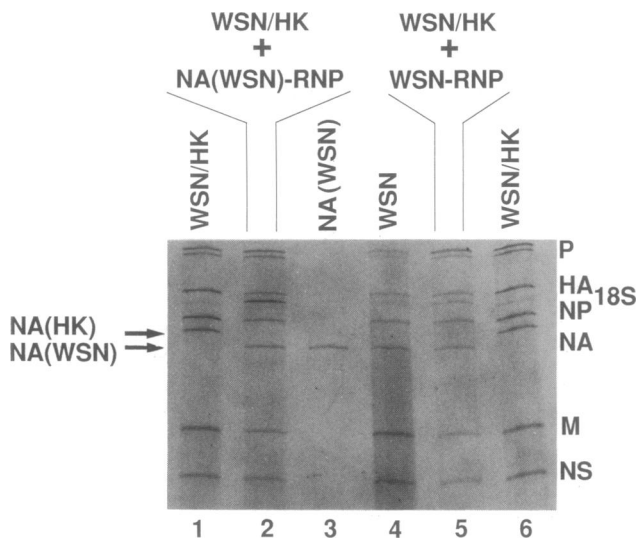 WSN/HK
+
NA(WSN)-RNP
WSN/HK
+
WSN-RNP
WSN/HK
NA(WSN)
WSN
WSN/HK
P
HA
18S
NP
NA
M
NS
NA(HK)
NA(WSN)
1 2 3 4 5 6